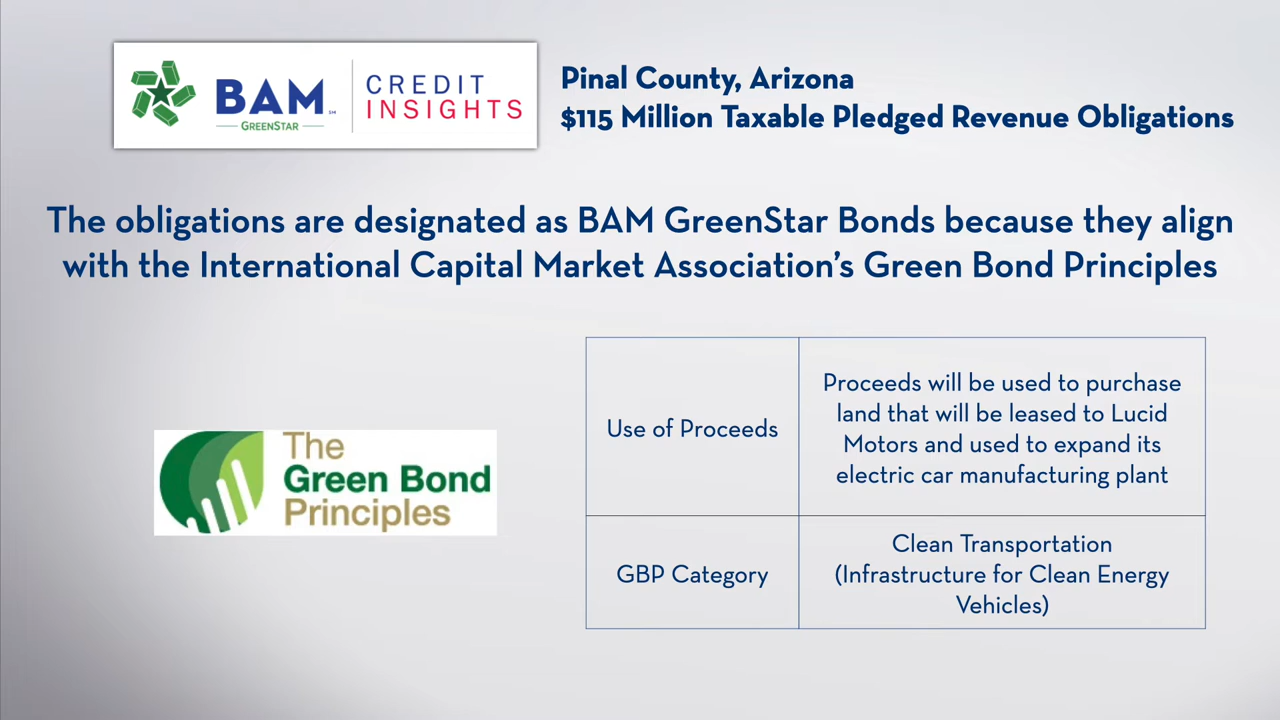 BAM SM
GREENSTAR
CREDIT
INSIGHTS
Pinal County, Arizona
$115 Million Taxable Pledged Revenue Obligations
The obligations are designated as BAM GreenStar Bonds because they align
with the International Capital Market Association's Green Bond Principles
The
Green Bond
Principles
Use of Proceeds
Proceeds will be used to purchase
land that will be leased to Lucid
Motors and used to expand its
electric car manufacturing plant
GBP Category
Clean Transportation
(Infrastructure for Clean Energy
Vehicles)